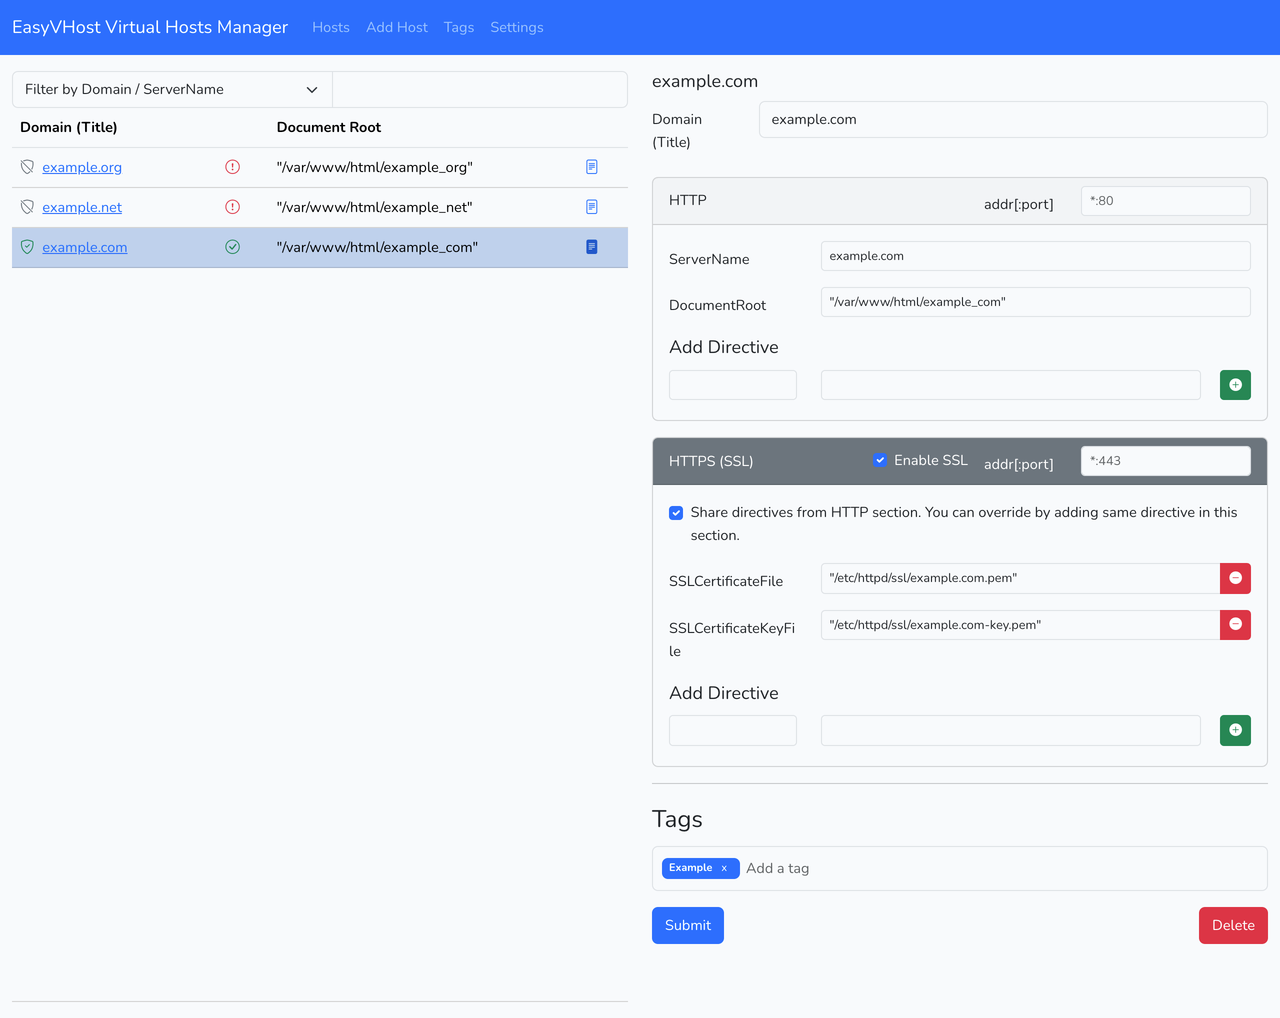 EasyVHost Virtual Hosts Manager Hosts Add Host Tags Settings
Filter by Domain / ServerName
Domain (Title) Document Root
example.org "/var/www/html/example_org"
example.net "/var/www/html/example_net"
example.com "/var/www/html/example_com"
example.com
Domain
(Title)
example.com
HTTP addr[:port] *:80
ServerName example.com
DocumentRoot "/var/www/html/example_com"
Add Directive
HTTPS (SSL) Enable SSL addr[:port] *:443
Share directives from HTTP section. You can override by adding same directive in this
section.
SSLCertificateFile "/etc/httpd/ssl/example.com.pem"
SSLCertificateKeyFi
le
"/etc/httpd/ssl/example.com-key.pem"
Add Directive
Tags
Example x Add a tag
Submit Delete